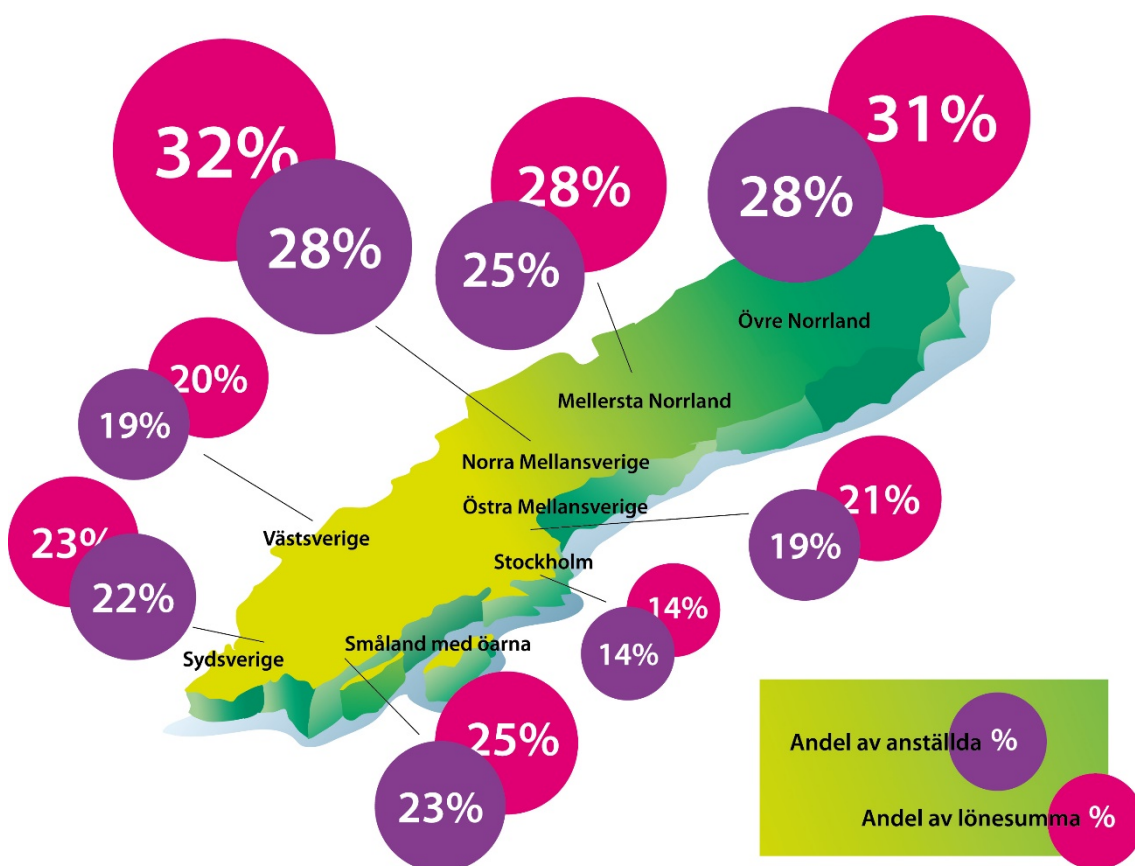 32%
28%
28%
25%
31%
28%
Övre Norrland
Mellersta Norrland
Norra Mellansverige
Östra Mellansverige
20%
19%
Västsverige
21%
19%
23%
22%
Stockholm
14%
14%
Småland med öarna
Sydsverige
25%
23%
Andel av anställda %
Andel av lönesumma %